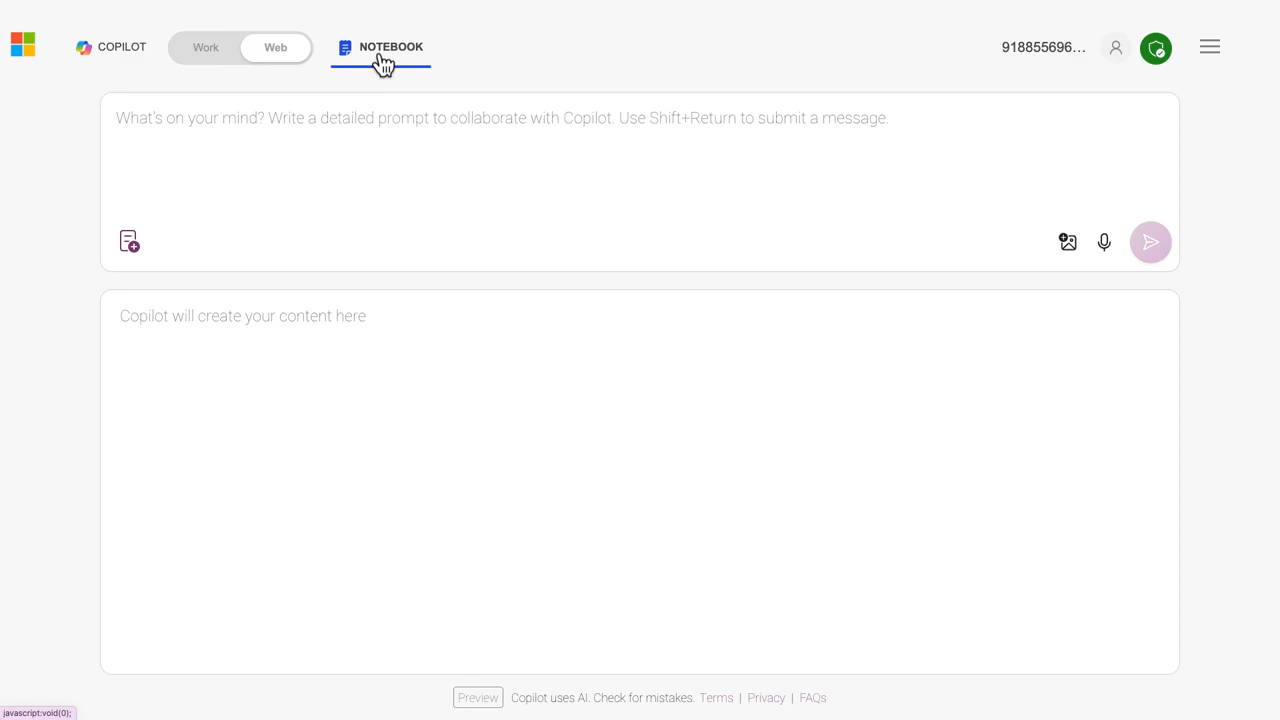 COPILOT
Work
Web
NOTEBOOK
918855696...
What's on your mind? Write a detailed prompt to collaborate with Copilot. Use Shift+Return to submit a message.
Copilot will create your content here
Preview
Copilot uses AI. Check for mistakes. Terms | Privacy | FAQs
javascript:void(0);